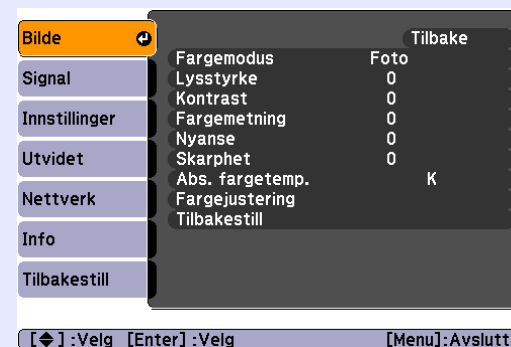 Bilde
Signal
Innstillinger
Utvidet
Nettverk
Info
Tilbakestill
Tilbake
Fargemodus Foto
Lysstyrke 0
Kontrast 0
Fargemetning 0
Nyanse 0
Skarphet 0
Abs. fargetemp. K
Fargejustering
Tilbakestill
[◆] :Velg [Enter] :Velg [Menu]:Avslutt